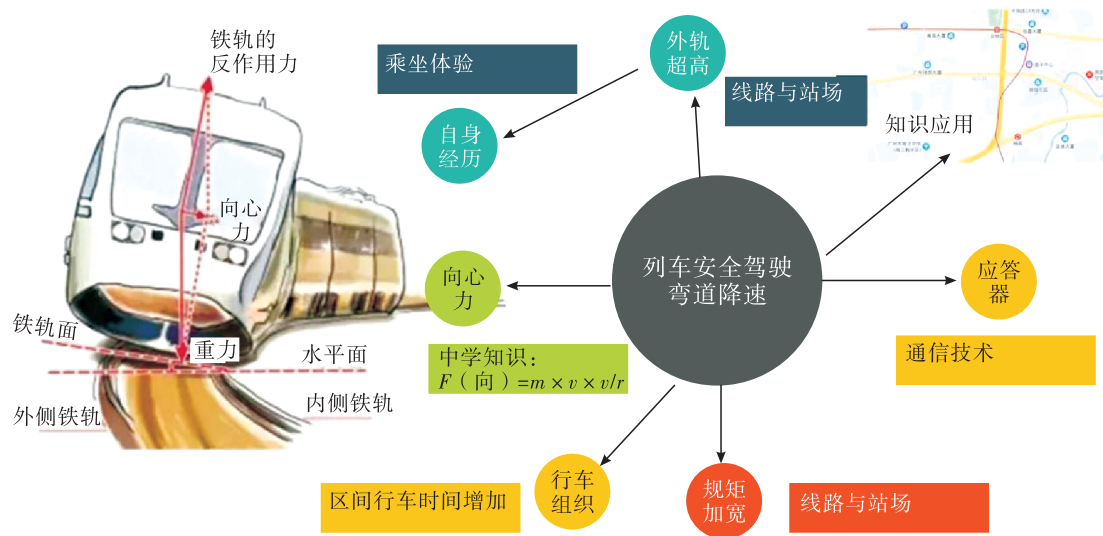 铁轨的
反作用力
向心
力
铁轨面
重力
水平面
外侧铁轨
内侧铁轨
乘坐体验
自身
经历
外轨
超高
线路与站场
知识应用
向心
力
中学知识：
F（向）=m×v×v/r
列车安全驾驶
弯道降速
应答
器
通信技术
区间行车时间增加
行车
组织
规矩
加宽
线路与站场